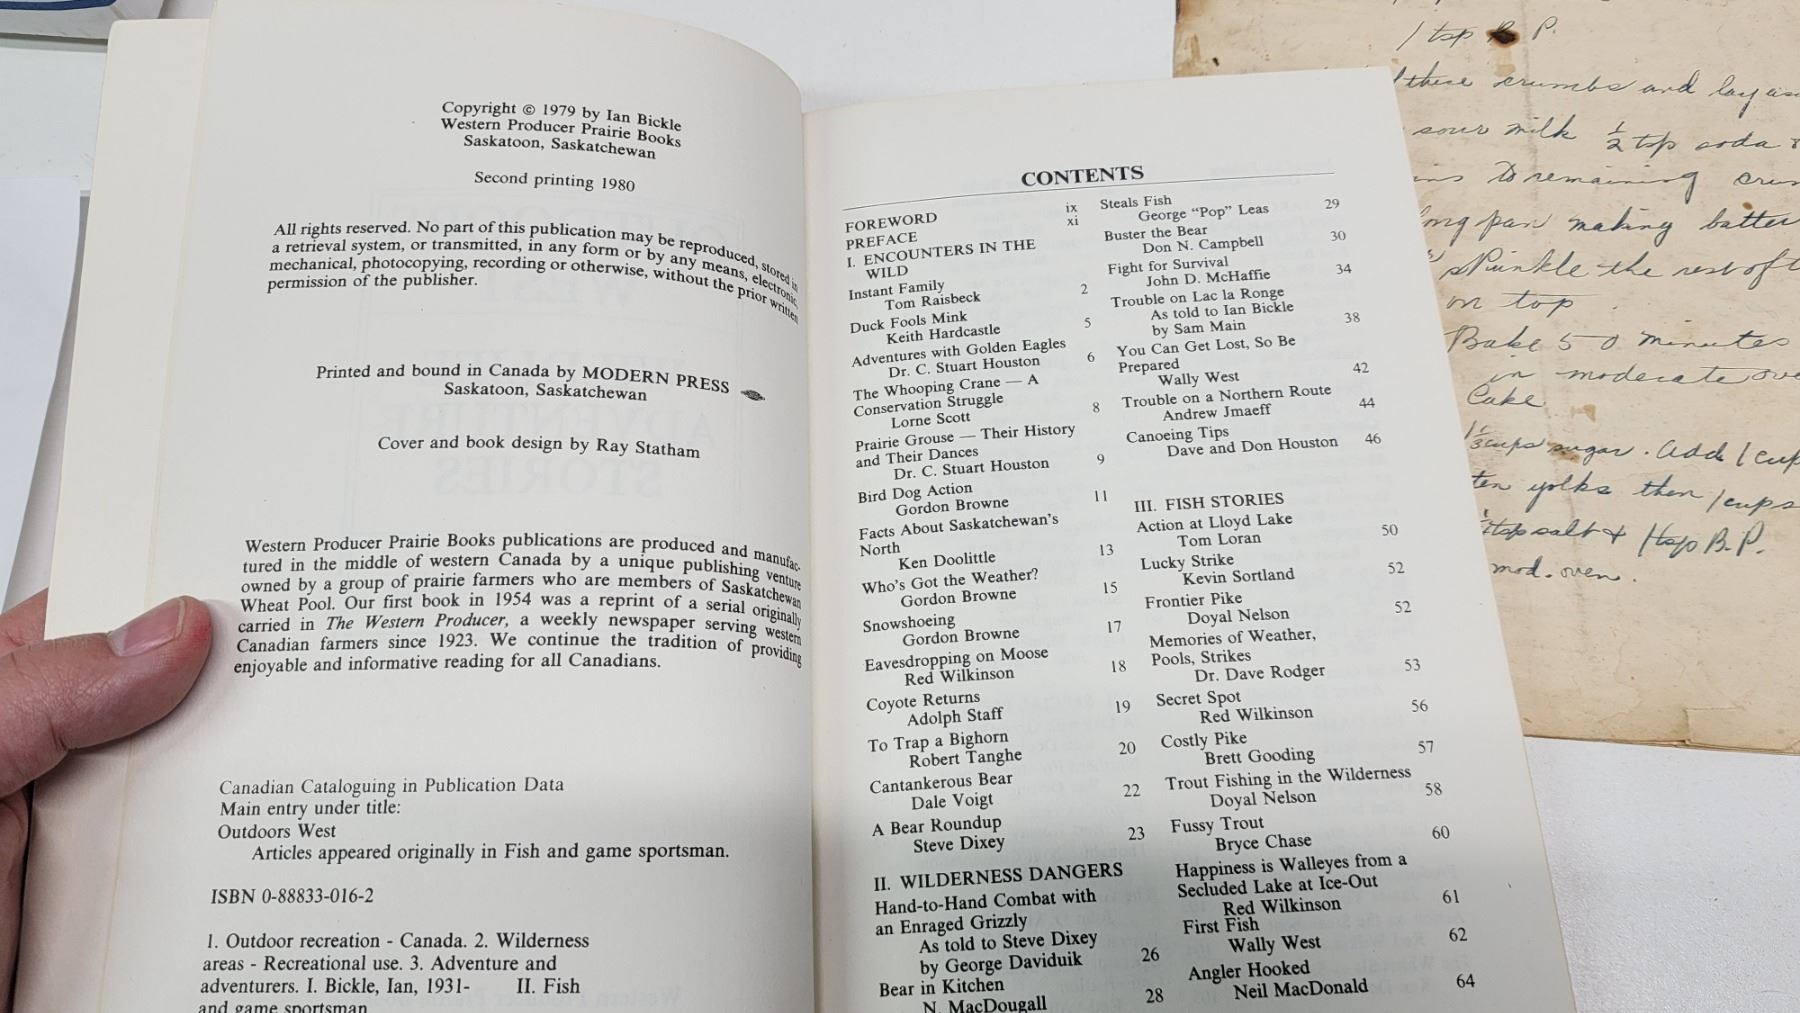 Copyright © 1979 by Ian Bickle
Western Producer Prairie Books
Saskatoon, Saskatchewan
Second printing 1980
All rights reserved. No part of this publication may be reproduced, stored in
a retrieval system, or transmitted, in any form or by any means, electronic,
mechanical, photocopying, recording or otherwise, without the prior written
permission of the publisher.
Printed and bound in Canada by MODERN PRESS
Saskatoon, Saskatchewan
Cover and book design by Ray Statham
Western Producer Prairie Books publications are produced and manufac-
tured in the middle of western Canada by a unique publishing venture
owned by a group of prairie farmers who are members of Saskatchewan
Wheat Pool. Our first book in 1954 was a reprint of a serial originally
carried in The Western Producer, a weekly newspaper serving western
Canadian farmers since 1923. We continue the tradition of providing
enjoyable and informative reading for all Canadians.
Canadian Cataloguing in Publication Data
Main entry under title:
Outdoors West
Articles appeared originally in Fish and game sportsman.
ISBN 0-88833-016-2
1. Outdoor recreation - Canada. 2. Wilderness
areas - Recreational use. 3. Adventure and
adventurers. I. Bickle, Ian, 1931- II. Fish
and game sportsman
CONTENTS
FOREWORD ix
PREFACE xi
I. ENCOUNTERS IN THE
WILD
Instant Family
Tom Raisbeck 2
Duck Fools Mink
Keith Hardcastle 5
Adventures with Golden Eagles
Dr. C. Stuart Houston 6
The Whooping Crane — A
Conservation Struggle
Lorne Scott 8
Prairie Grouse — Their History
and Their Dances
Dr. C. Stuart Houston 9
Bird Dog Action
Gordon Browne 11
Facts About Saskatchewan's
North
Ken Doolittle 13
Who's Got the Weather?
Gordon Browne 15
Snowshoeing
Gordon Browne 17
Eavesdropping on Moose
Red Wilkinson 18
Coyote Returns
Adolph Staff 19
To Trap a Bighorn
Robert Tanghe 20
Cantankerous Bear
Dale Voigt 22
A Bear Roundup
Steve Dixey 23
II. WILDERNESS DANGERS
Hand-to-Hand Combat with
an Enraged Grizzly
As told to Steve Dixey
by George Daviduik 26
Bear in Kitchen
N. MacDougall 28
Steals Fish
George "Pop" Leas 29
Buster the Bear
Don N. Campbell 30
Fight for Survival
John D. McHaffie 34
Trouble on Lac la Ronge
As told to Ian Bickle
by Sam Main 38
You Can Get Lost, So Be
Prepared
Wally West 42
Trouble on a Northern Route
Andrew Jmaeff 44
Canoeing Tips
Dave and Don Houston 46
III. FISH STORIES
Action at Lloyd Lake
Tom Loran 50
Lucky Strike
Kevin Sortland 52
Frontier Pike
Doyal Nelson 52
Memories of Weather,
Pools, Strikes
Dr. Dave Rodger 53
Secret Spot
Red Wilkinson 56
Costly Pike
Brett Gooding 57
Trout Fishing in the Wilderness
Doyal Nelson 58
Fussy Trout
Bryce Chase 60
Happiness is Walleyes from a
Secluded Lake at Ice-Out
Red Wilkinson 61
First Fish
Wally West 62
Angler Hooked
Neil MacDonald 64
1 tsp B. P.
these crumbs and lay
sour milk ½ tsp soda
to remaining
pan making batter
sprinkle the rest of
on top.
Bake 50 minutes
in moderate
Cake
cups sugar. add 1 cup
yolks then 1 cups
tsp salt + 1 tsp B.P.
mod. oven.